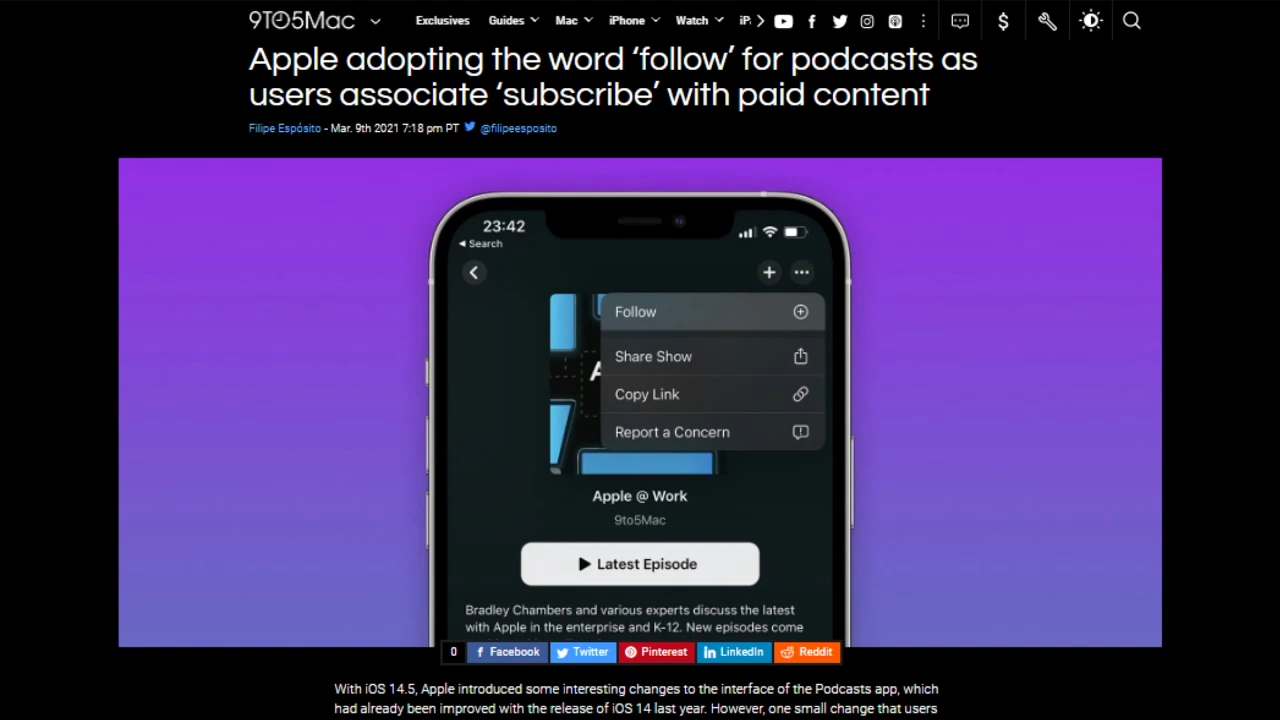 9TO5Mac
Exclusives Guides Mac iPhone Watch iP
$
Apple adopting the word ‘follow’ for podcasts as
users associate ‘subscribe’ with paid content
Filipe Espósito - Mar. 9th 2021 7:18 pm PT @filipeesposito
23:42
Search
Follow
Share Show
Copy Link
Report a Concern
A
Apple @ Work
9to5Mac
Latest Episode
Bradley Chambers and various experts discuss the latest
with Apple in the enterprise and K-12. New episodes come
0 Facebook Twitter Pinterest LinkedIn Reddit
With iOS 14.5, Apple introduced some interesting changes to the interface of the Podcasts app, which
had already been improved with the release of iOS 14 last year. However, one small change that users